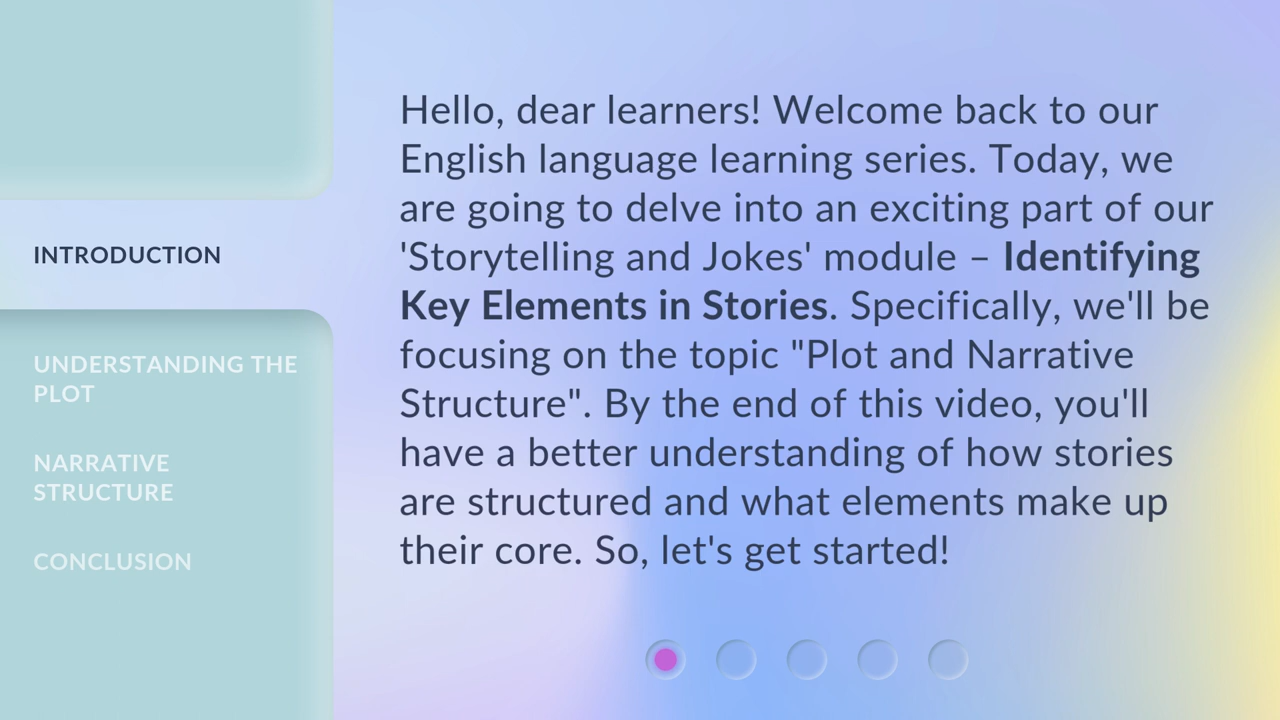 INTRODUCTION
UNDERSTANDING THE
PLOT
NARRATIVE
STRUCTURE
CONCLUSION
Hello, dear learners! Welcome back to our
English language learning series. Today, we
are going to delve into an exciting part of our
'Storytelling and Jokes' module – Identifying
Key Elements in Stories. Specifically, we'll be
focusing on the topic "Plot and Narrative
Structure". By the end of this video, you'll
have a better understanding of how stories
are structured and what elements make up
their core. So, let's get started!